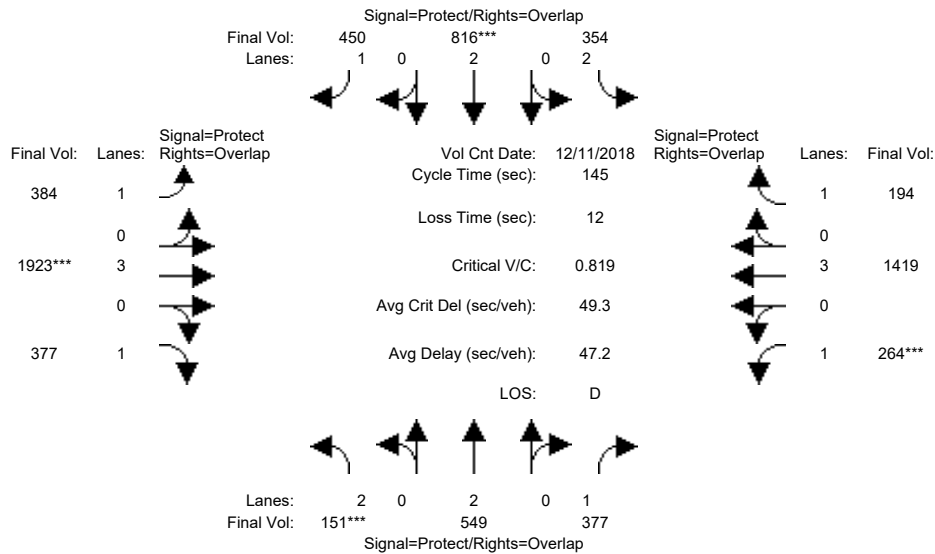 Signal=Protect/Rights=Overlap
Final Vol: 450 816*** 354
Lanes: 1 0 2 0 2
Signal=Protect Signal=Protect
Final Vol: Lanes: Rights=Overlap Vol Cnt Date: 12/11/2018 Rights=Overlap Lanes: Final Vol:
Cycle Time (sec): 145
384 1 1 194
Loss Time (sec): 12
0 0
1923*** 3 Critical V/C: 0.819 3 1419
0 Avg Crit Del (sec/veh): 49.3 0
377 1 Avg Delay (sec/veh): 47.2 1 264***
LOS: D
Lanes: 2 0 2 0 1
Final Vol: 151*** 549 377
Signal=Protect/Rights=Overlap